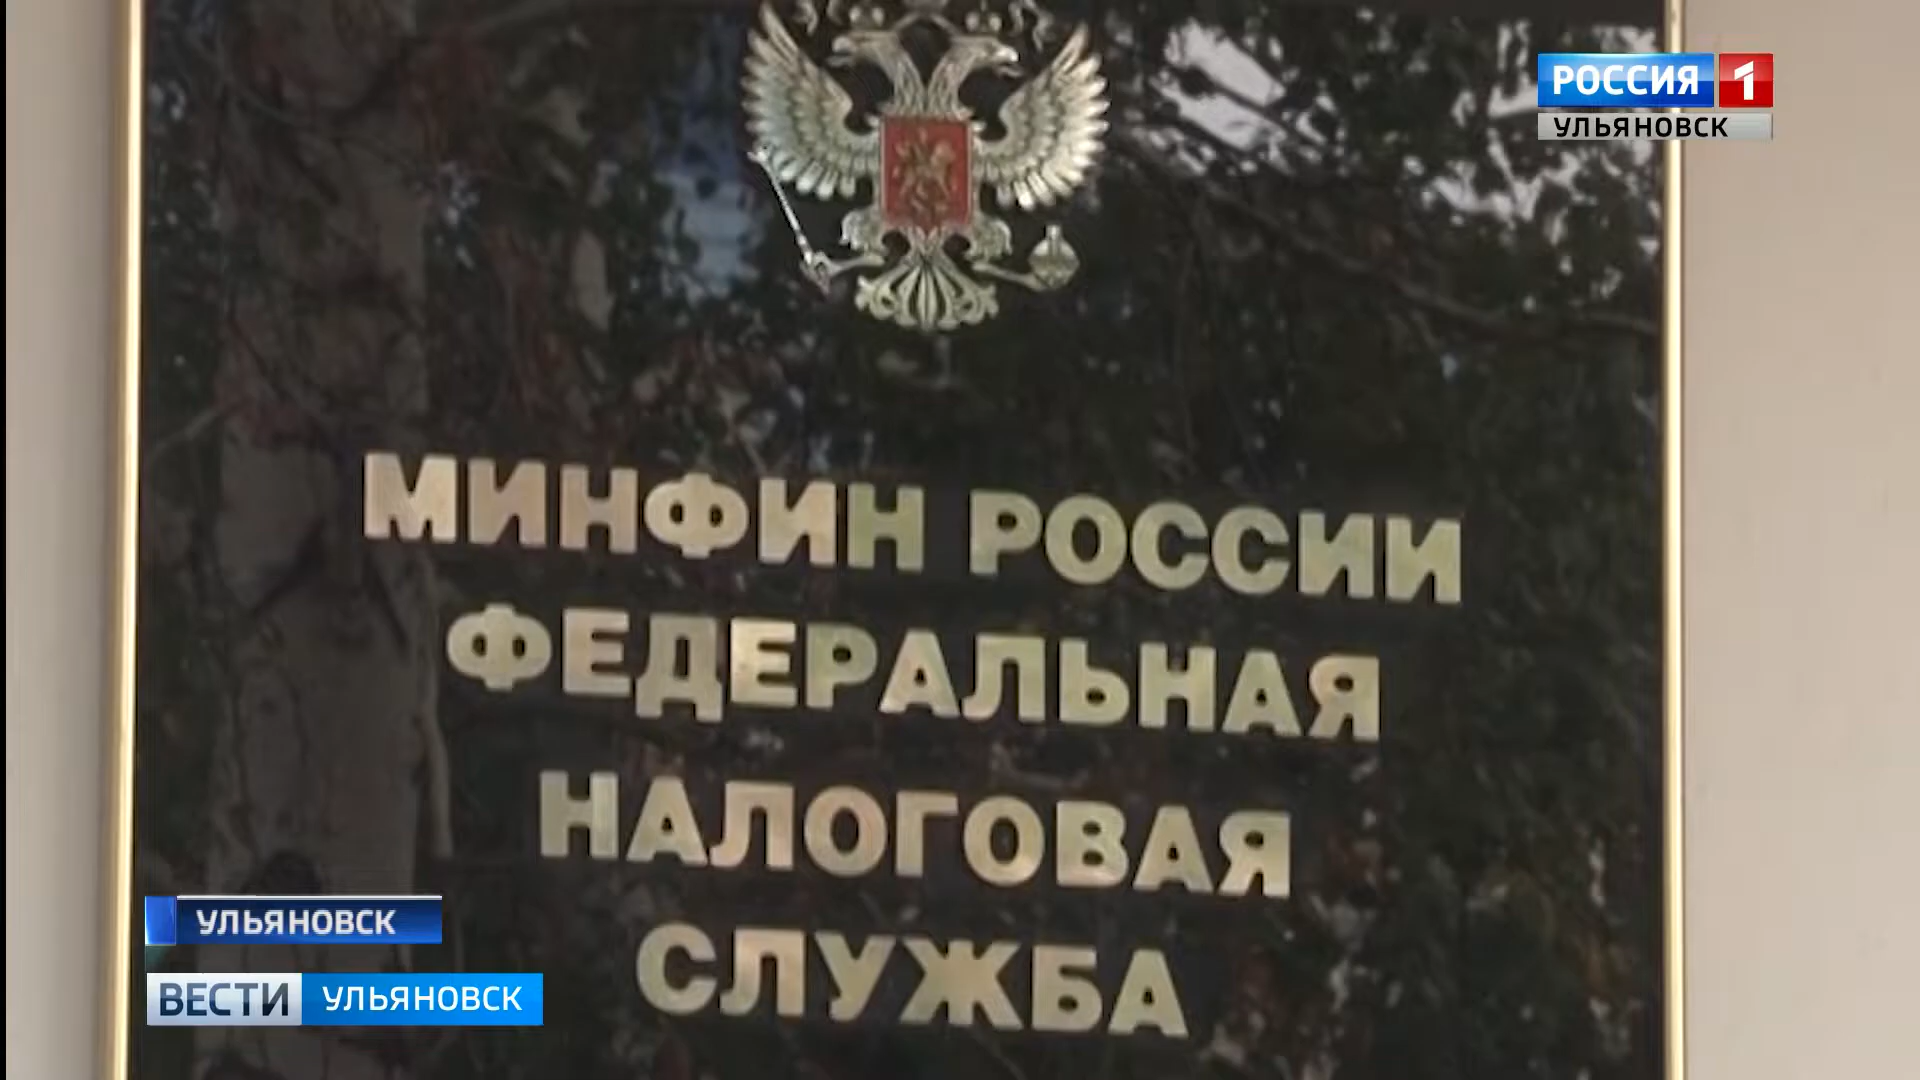 РОССИЯ 1
УЛЬЯНОВСК
МИНФИН РОССИИ
ФЕДЕРАЛЬНАЯ
НАЛОГОВАЯ
СЛУЖБА
УЛЬЯНОВСК
ВЕСТИ УЛЬЯНОВСК